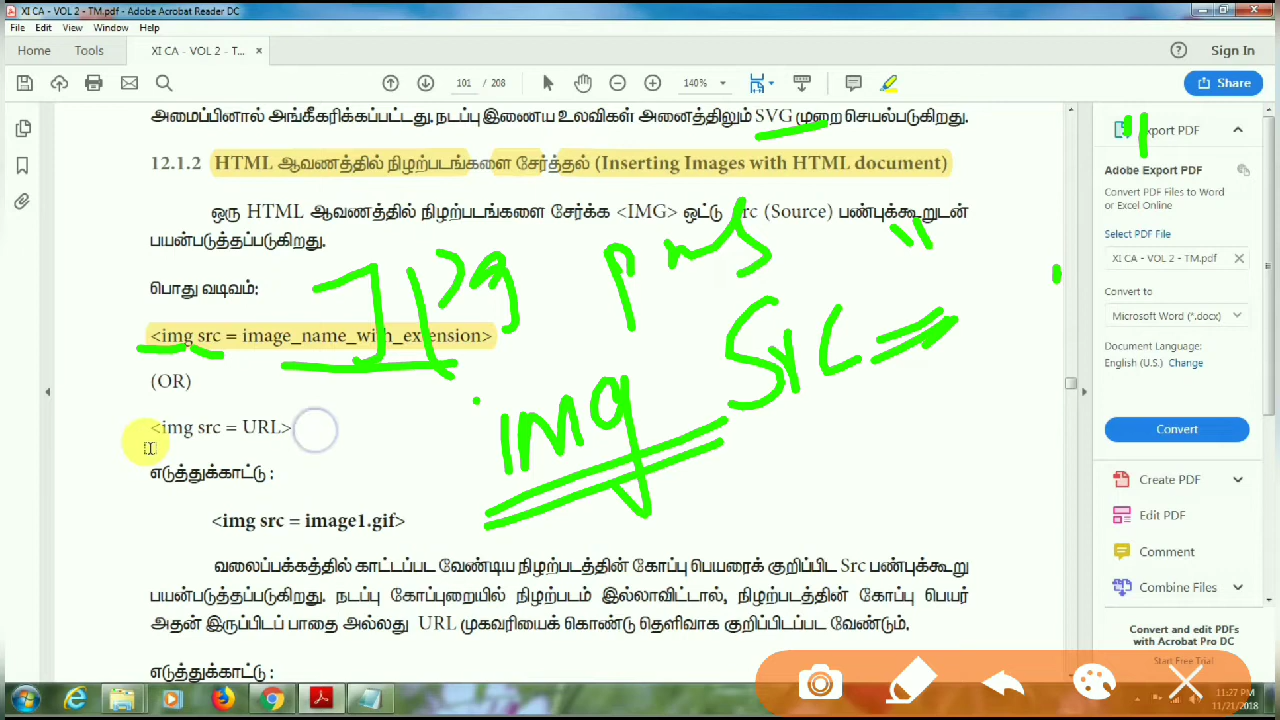 XI CA - VOL 2 - TM.pdf - Adobe Acrobat Reader DC
File Edit View Window Help
Home Tools XI CA - VOL 2 - T... × Sign In
101 / 208 140% Share
அமைப்பினால் அங்கீகரிக்கப்பட்டது. நடப்பு இணைய உலவிகள் அனைத்திலும் SVG முறை செயல்படுகிறது.
12.1.2 HTML ஆவணத்தில் நிழற்படங்களை சேர்த்தல் (Inserting Images with HTML document)
ஒரு HTML ஆவணத்தில் நிழற்படங்களை சேர்க்க <IMG> ஒட்டு Src (Source) பண்புக்கூறுடன்
பயன்படுத்தப்படுகிறது.
பொது வடிவம்:
<img src = image_name_with_extension>
(OR)
<img src = URL>
எடுத்துக்காட்டு :
<img src = image1.gif>
வலைப்பக்கத்தில் காட்டப்பட வேண்டிய நிழற்படத்தின் கோப்பு பெயரைக் குறிப்பிட Src பண்புக்கூறு
பயன்படுத்தப்படுகிறது. நடப்பு கோப்புறையில் நிழற்படம் இல்லாவிட்டால், நிழற்படத்தின் கோப்பு பெயர்
அதன் இருப்பிடப் பாதை அல்லது URL முகவரியைக் கொண்டு தெளிவாக குறிப்பிடப்பட வேண்டும்,
எடுத்துக்காட்டு :
img src =
Export PDF
Adobe Export PDF
Convert PDF Files to Word
or Excel Online
Select PDF File
XI CA - VOL 2 - TM.pdf ×
Convert to
Microsoft Word (*.docx)
Document Language:
English (U.S.) Change
Convert
Create PDF
Edit PDF
Comment
Combine Files
Convert and edit PDFs
with Acrobat Pro DC
Start Free Trial
11:27 PM
11/21/2018